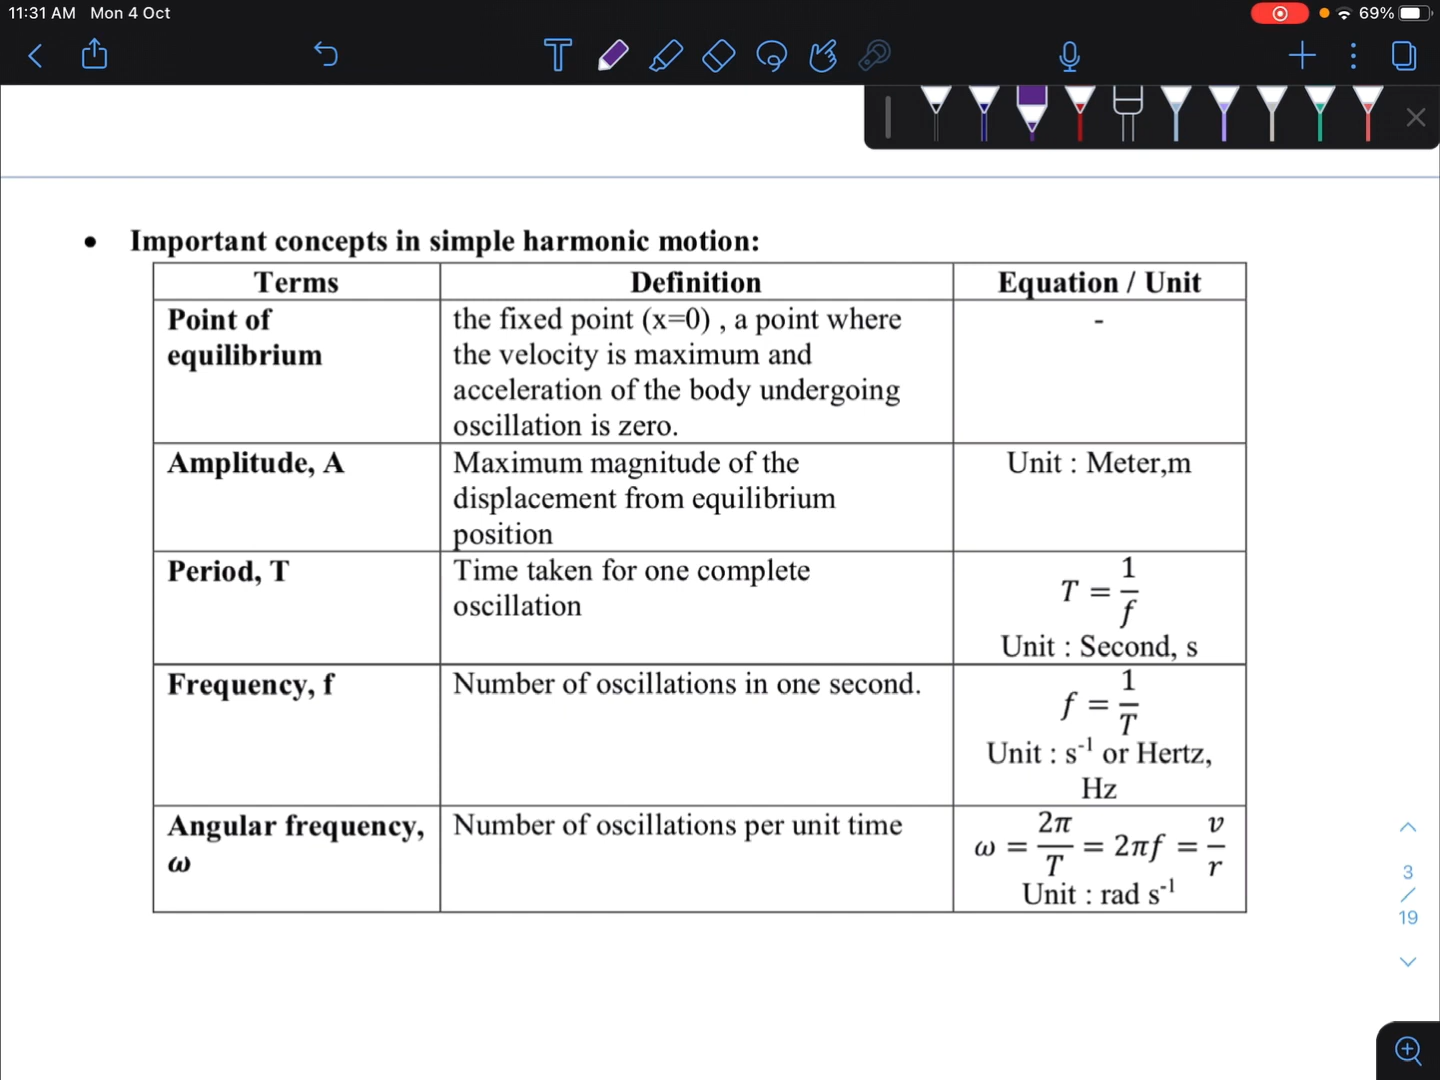 11:31 AM Mon 4 Oct
69%
T
• Important concepts in simple harmonic motion:
Terms Definition Equation / Unit
Point of
equilibrium
the fixed point (x=0) , a point where
the velocity is maximum and
acceleration of the body undergoing
oscillation is zero.
-
Amplitude, A
Maximum magnitude of the
displacement from equilibrium
position
Unit : Meter,m
Period, T
Time taken for one complete
oscillation
T = 1/f
Unit : Second, s
Frequency, f
Number of oscillations in one second.
f = 1/T
Unit : s⁻¹ or Hertz,
Hz
Angular frequency,
ω
Number of oscillations per unit time
ω = 2π/T = 2πf = v/r
Unit : rad s⁻¹
3
/
19